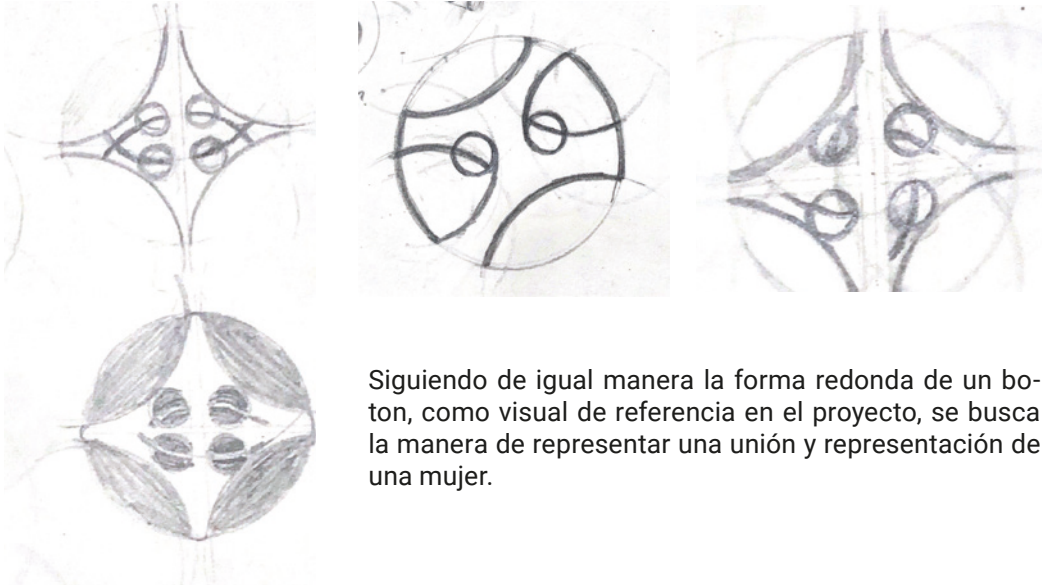 Siguiendo de igual manera la forma redonda de un bo-
ton, como visual de referencia en el proyecto, se busca
la manera de representar una unión y representación de
una mujer.